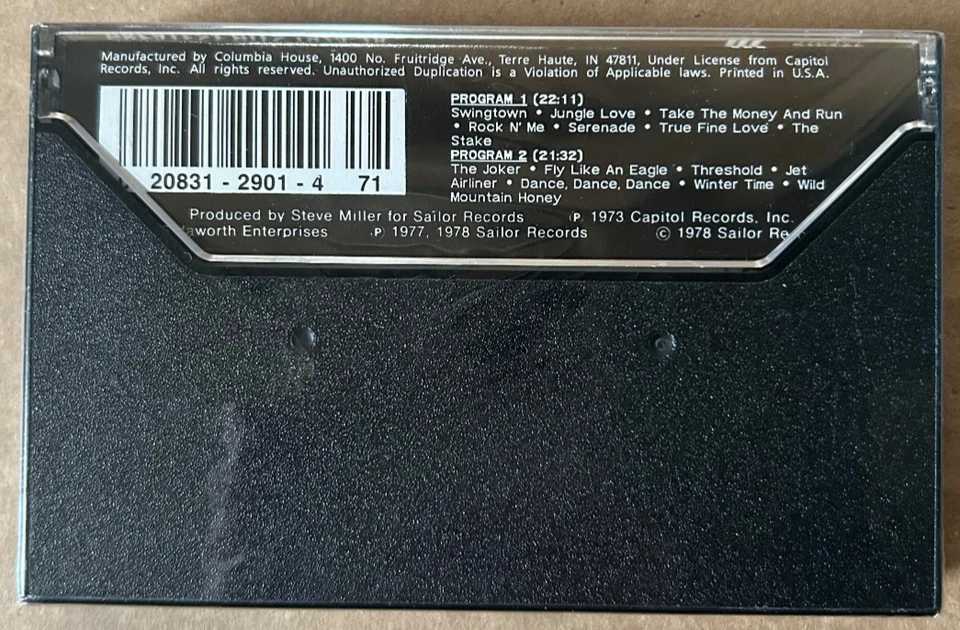 Manufactured by Columbia House, 1400 No. Fruitridge Ave., Terre Haute, IN 47811, Under License from Capitol
Records, Inc. All rights reserved. Unauthorized Duplication is a Violation of Applicable laws. Printed in U.S.A.
20831 - 2901 - 4 71
PROGRAM 1 (22:11)
Swingtown • Jungle Love • Take The Money And Run
• Rock N' Me • Serenade • True Fine Love • The
Stake
PROGRAM 2 (21:32)
The Joker • Fly Like An Eagle • Threshold • Jet
Airliner • Dance, Dance, Dance • Winter Time • Wild
Mountain Honey
Produced by Steve Miller for Sailor Records ℗ 1973 Capitol Records, Inc.
Enterprises ℗ 1977, 1978 Sailor Records © 1978 Sailor